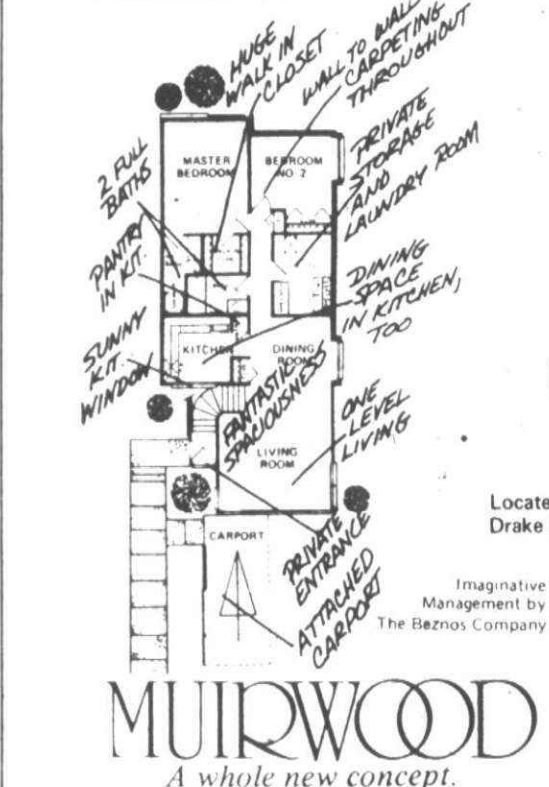 HUGE
WALK IN
CLOSET
WALL TO WALL
CARPETING
THROUGHOUT
PRIVATE
STORAGE
AND
LAUNDRY ROOM
2 FULL
BATHS
MASTER
BEDROOM
BEDROOM
NO. 2
PANTRY
IN KIT.
DINING
SPACE
IN KITCHEN,
TOO
SUNNY
KIT.
WINDOW
KITCHEN
DINING
ROOM
FANTASTIC
SPACIOUSNESS
ONE
LEVEL
LIVING
LIVING
ROOM
CARPORT
PRIVATE
ENTRANCE
ATTACHED
CARPORT
Locate
Drake
Imaginative
Management by
The Beznos Company
MUIRWOOD
A whole new concept.